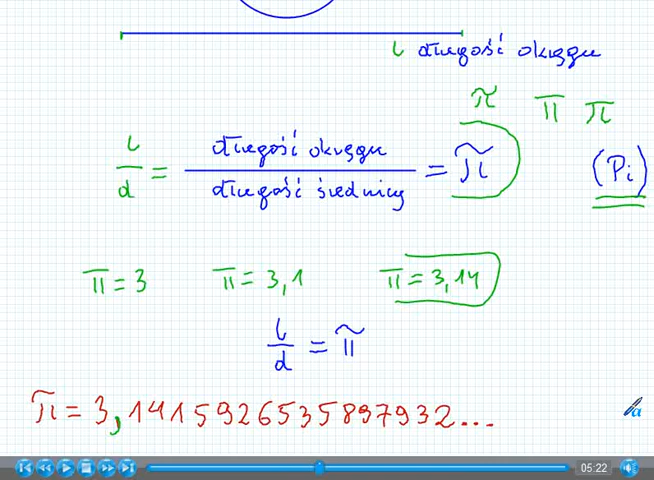 l długość okręgu
π π π
l/d = długość okręgu / długość średnicy = π (Pi)
π = 3 π = 3,1 π = 3,14
l/d = π
π = 3,14159265358979 32...
05:22